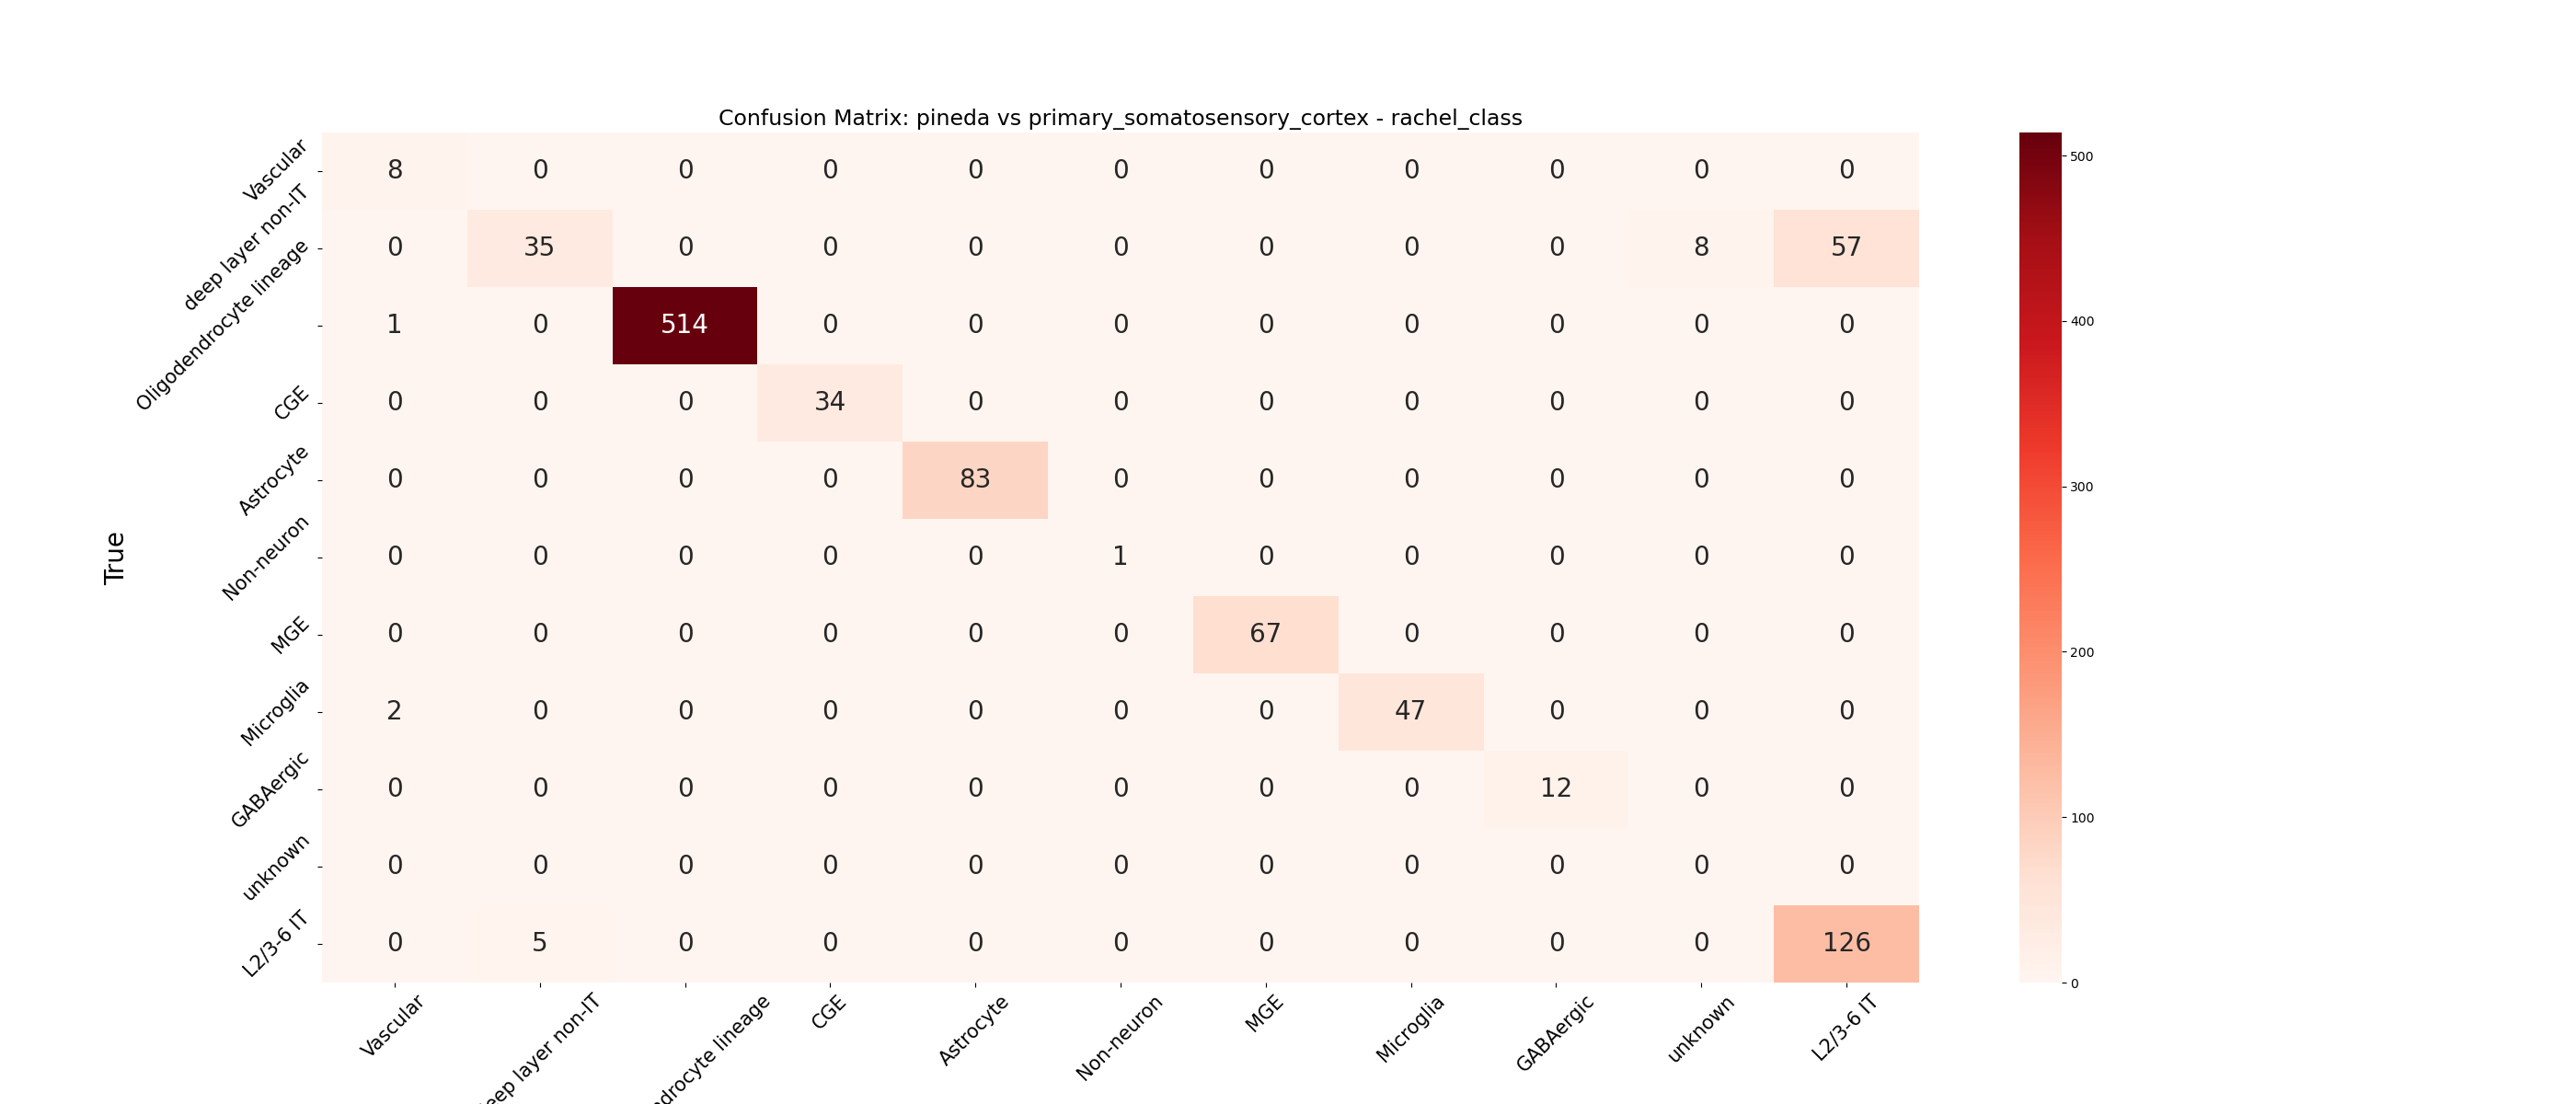 Confusion Matrix: pineda vs primary_somatosensory_cortex - rachel_class
True
Vascular 8 0 0 0 0 0 0 0 0 0 0
deep layer non-IT 0 35 0 0 0 0 0 0 0 8 57
Oligodendrocyte lineage 1 0 514 0 0 0 0 0 0 0 0
CGE 0 0 0 34 0 0 0 0 0 0 0
Astrocyte 0 0 0 0 83 0 0 0 0 0 0
Non-neuron 0 0 0 0 0 1 0 0 0 0 0
MGE 0 0 0 0 0 0 67 0 0 0 0
Microglia 2 0 0 0 0 0 0 47 0 0 0
GABAergic 0 0 0 0 0 0 0 0 12 0 0
unknown 0 0 0 0 0 0 0 0 0 0 0
L2/3-6 IT 0 5 0 0 0 0 0 0 0 0 126
Vascular eep layer non-IT drocyte lineage CGE Astrocyte Non-neuron MGE Microglia GABAergic unknown L2/3-6 IT
500
400
300
200
100
0